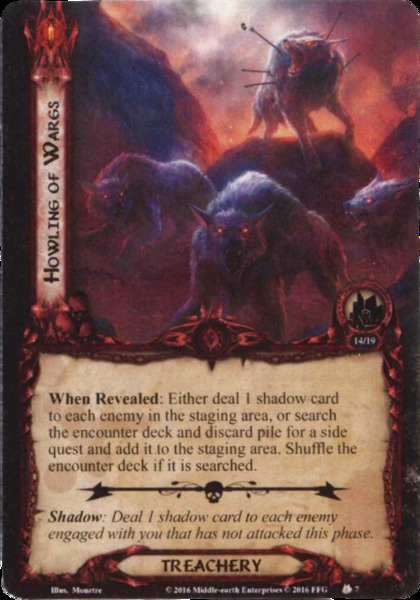 HOWLING OF WARGS
14/19
When Revealed: Either deal 1 shadow card
to each enemy in the staging area, or search
the encounter deck and discard pile for a side
quest and add it to the staging area. Shuffle the
encounter deck if it is searched.
Shadow: Deal 1 shadow card to each enemy
engaged with you that has not attacked this phase.
TREACHERY
Illus. Mouette © 2016 Middle-earth Enterprises © 2016 FFG 7